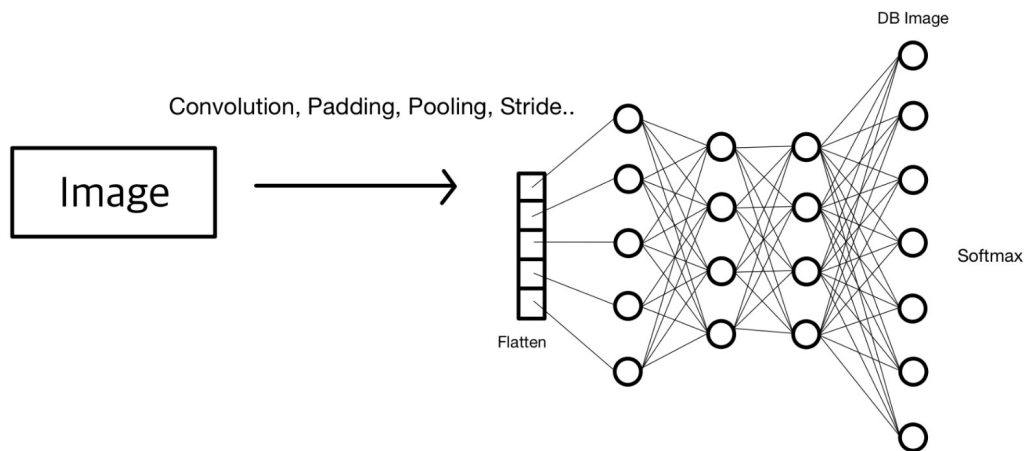 DB Image
Convolution, Padding, Pooling, Stride..
Image
Softmax
Flatten